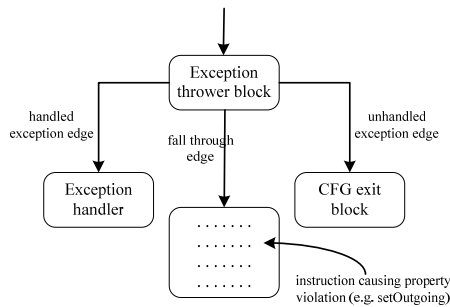 Exception
thrower block
handled
exception edge
fall through
edge
unhandled
exception edge
Exception
handler
CFG exit
block
. . . . . . .
. . . . . . .
. . . . . . .
. . . . . . .
instruction causing property
violation (e.g. setOutgoing)